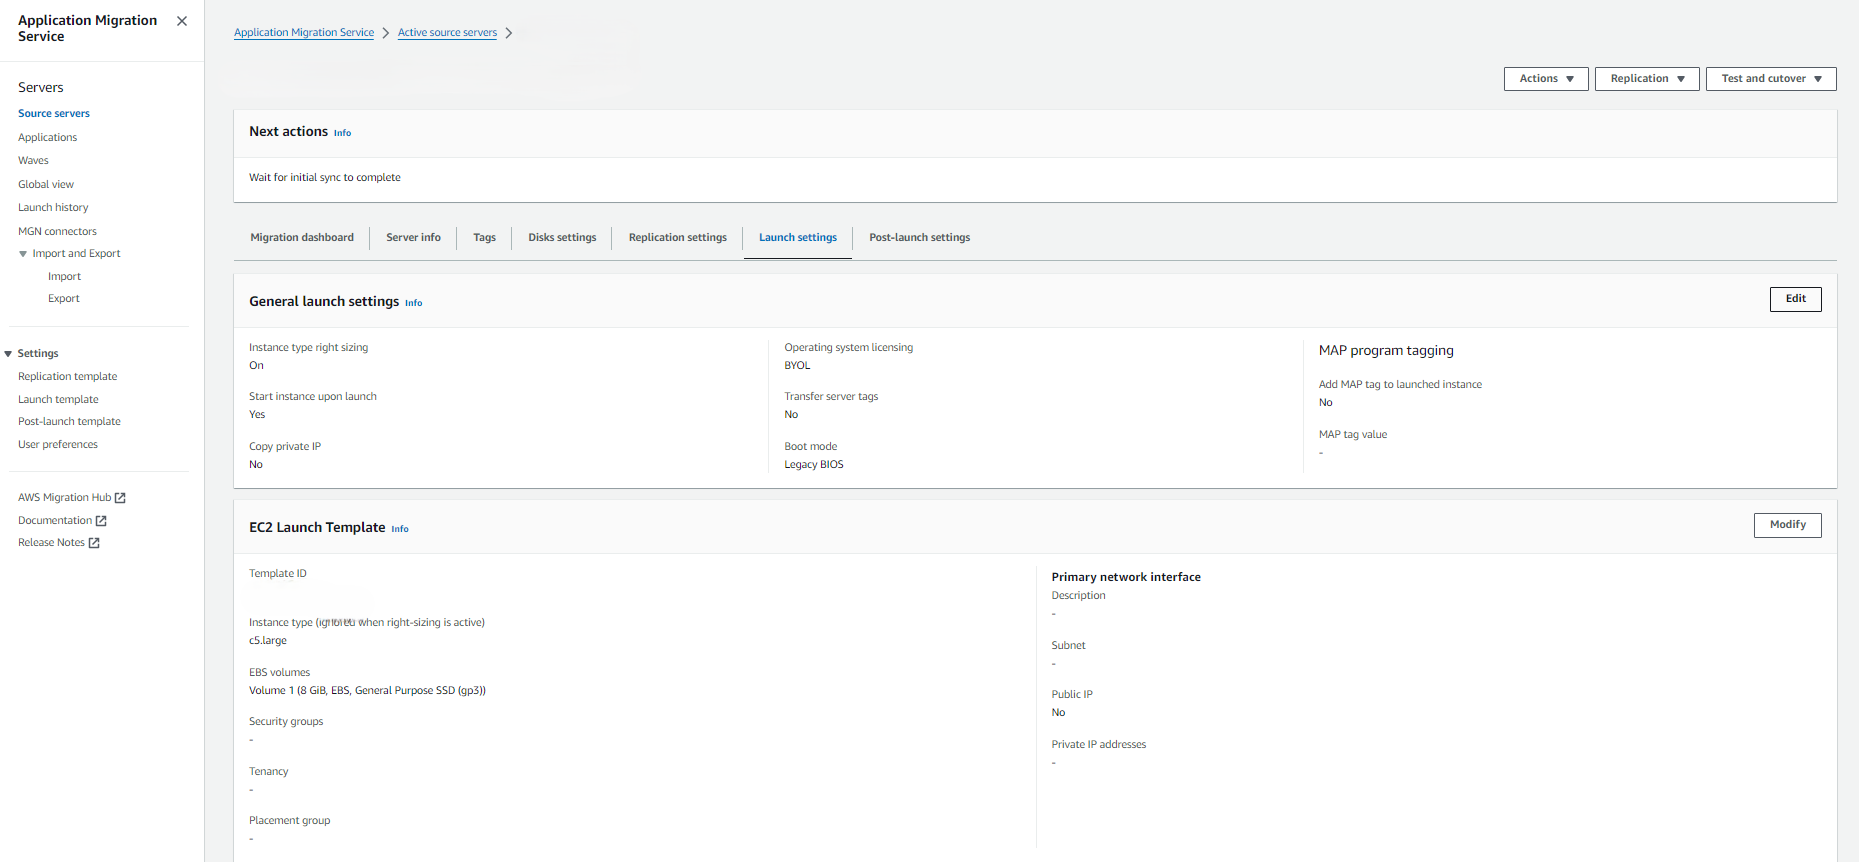 Application Migration
Service
Servers
Source servers
Applications
Waves
Global view
Launch history
MGN connectors
Import and Export
Import
Export
Settings
Replication template
Launch template
Post-launch template
User preferences
AWS Migration Hub
Documentation
Release Notes
Application Migration Service > Active source servers >
Actions Replication Test and cutover
Next actions Info
Wait for initial sync to complete
Migration dashboard Server info Tags Disks settings Replication settings Launch settings Post-launch settings
General launch settings Info
Edit
Instance type right sizing
On
Start instance upon launch
Yes
Copy private IP
No
Operating system licensing
BYOL
Transfer server tags
No
Boot mode
Legacy BIOS
MAP program tagging
Add MAP tag to launched instance
No
MAP tag value
-
EC2 Launch Template Info
Modify
Template ID
Instance type (ignored when right-sizing is active)
c5.large
EBS volumes
Volume 1 (8 GiB, EBS, General Purpose SSD (gp3))
Security groups
-
Tenancy
-
Placement group
-
Primary network interface
Description
-
Subnet
-
Public IP
No
Private IP addresses
-